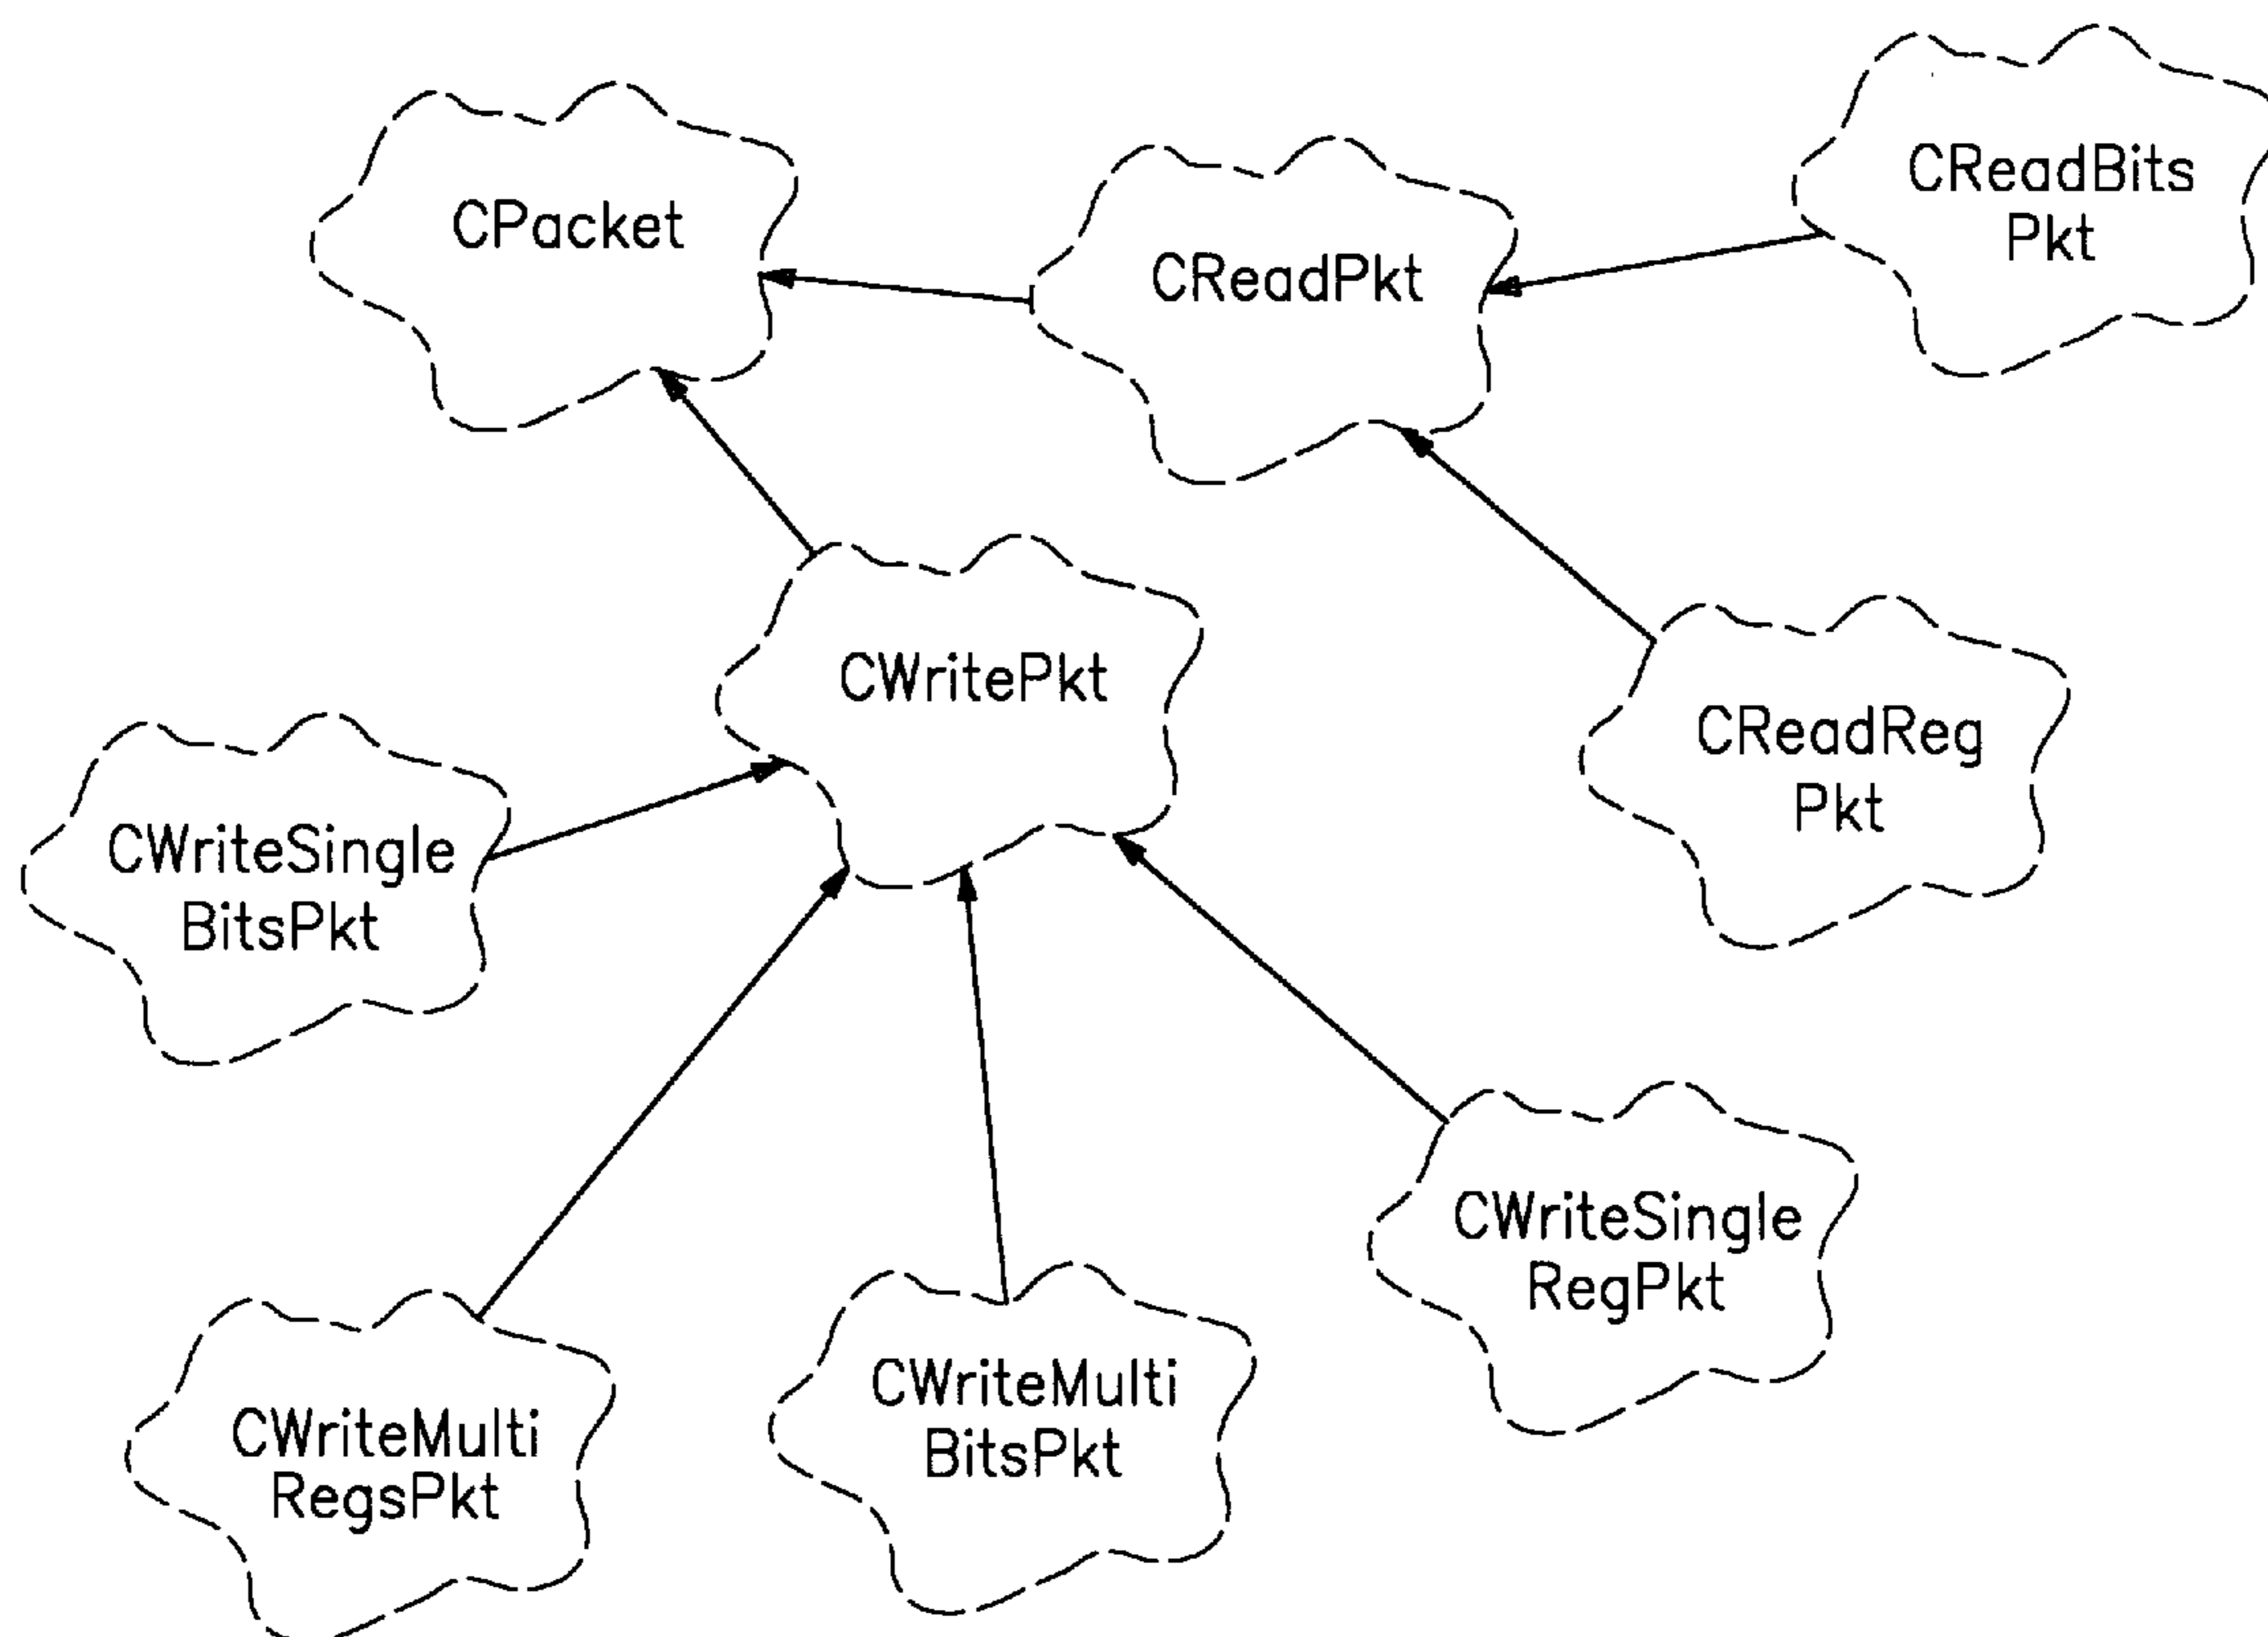 CPacket
CReadPkt
CReadBits
Pkt
CWritePkt
CReadReg
Pkt
CWriteSingle
BitsPkt
CWriteSingle
RegPkt
CWriteMulti
RegsPkt
CWriteMulti
BitsPkt